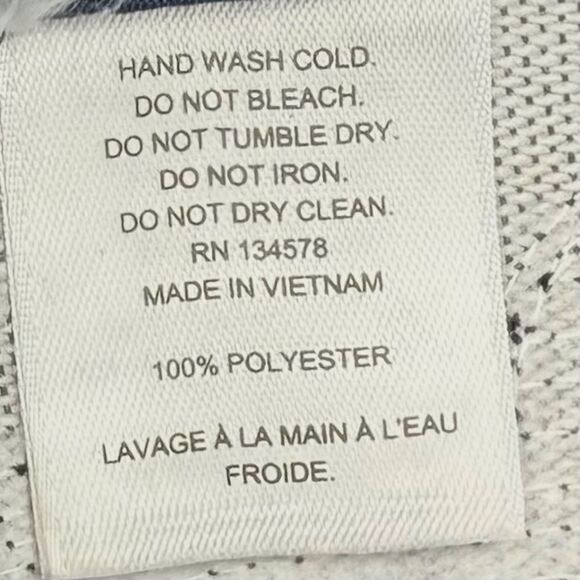 HAND WASH COLD.
DO NOT BLEACH.
DO NOT TUMBLE DRY.
DO NOT IRON.
DO NOT DRY CLEAN.
RN 134578
MADE IN VIETNAM
100% POLYESTER
LAVAGE À LA MAIN À L'EAU
FROIDE.